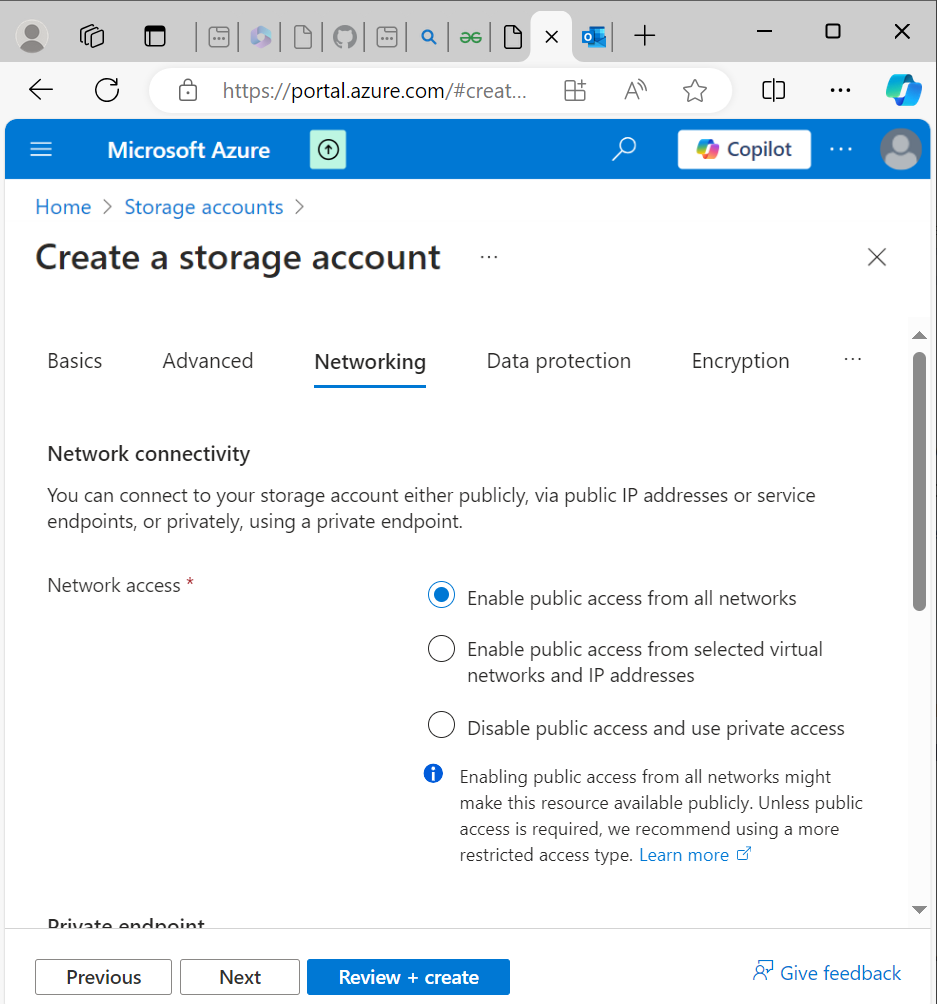 https://portal.azure.com/#creat...
Microsoft Azure
Copilot
Home > Storage accounts >
Create a storage account ...
Basics Advanced Networking Data protection Encryption ...
Network connectivity
You can connect to your storage account either publicly, via public IP addresses or service
endpoints, or privately, using a private endpoint.
Network access *
Enable public access from all networks
Enable public access from selected virtual
networks and IP addresses
Disable public access and use private access
Enabling public access from all networks might
make this resource available publicly. Unless public
access is required, we recommend using a more
restricted access type. Learn more
Private endpoint
Previous Next Review + create Give feedback